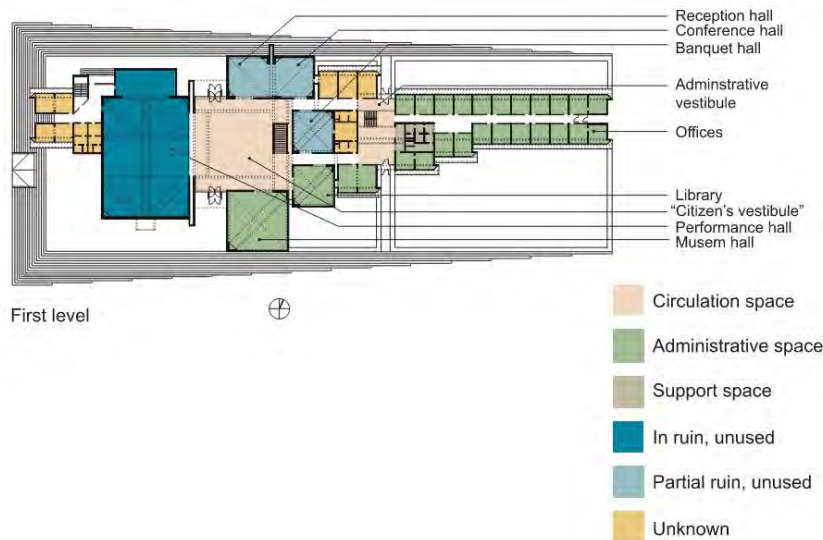 Reception hall
Conference hall
Banquet hall
Adminstrative
vestibule
Offices
Library
"Citizen's vestibule"
Performance hall
Musem hall
First level
Circulation space
Administrative space
Support space
In ruin, unused
Partial ruin, unused
Unknown